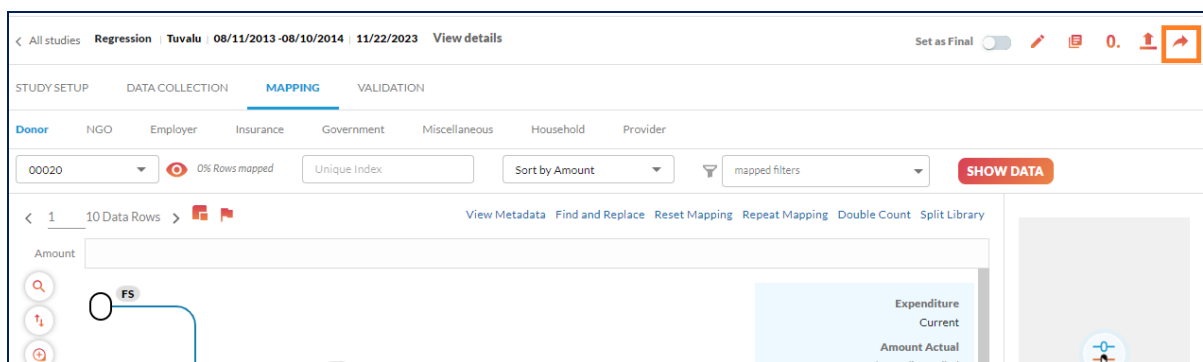 All studies Regression Tuvalu 08/11/2013 -08/10/2014 11/22/2023 View details Set as Final 0.
STUDY SETUP DATA COLLECTION MAPPING VALIDATION
Donor NGO Employer Insurance Government Miscellaneous Household Provider
00020 0% Rows mapped Unique Index Sort by Amount mapped filters SHOW DATA
1 10 Data Rows View Metadata Find and Replace Reset Mapping Repeat Mapping Double Count Split Library
Amount
FS
Expenditure
Current
Amount Actual